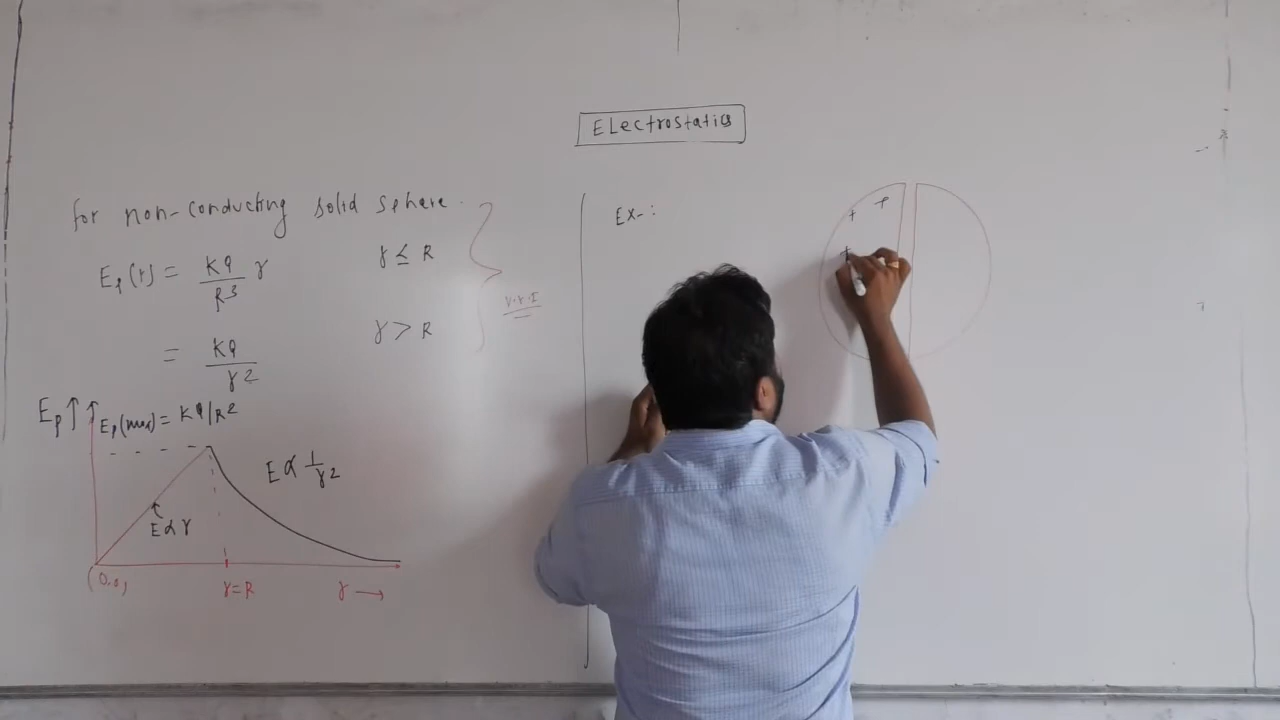 ELectrostatics
for non-conducting solid sphere.
Ep(r) = Kq/R3 r r ≤ R
= Kq/r2 r > R
Ep↑ Ep(max) = Kq/R2
E ∝ 1/r2
E ∝ r
(0,0)
r=R
r →
Ex-:
+ +
+